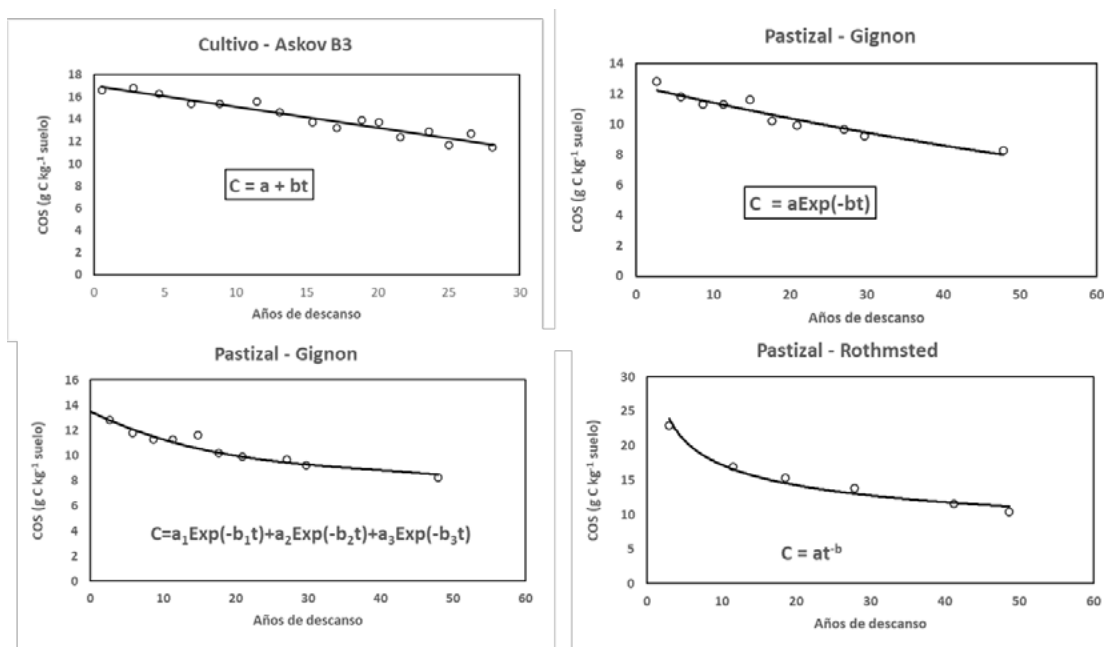 Cultivo - Askov B3
COS (g C kg⁻¹ suelo)
18
16
14
12
10
8
6
4
2
0
C = a + bt
0 5 10 15 20 25 30
Años de descanso
Pastizal - Gignon
COS (g C kg⁻¹ suelo)
14
12
10
8
6
4
2
0
C = aExp(-bt)
0 10 20 30 40 50 60
Años de descanso
Pastizal - Gignon
COS (g C kg⁻¹ suelo)
16
14
12
10
8
6
4
2
0
C=a₁Exp(-b₁t)+a₂Exp(-b₂t)+a₃Exp(-b₃t)
0 10 20 30 40 50 60
Años de descanso
Pastizal - Rothmsted
COS (g C kg⁻¹ suelo)
30
25
20
15
10
5
0
C = at⁻ᵇ
0 10 20 30 40 50 60
Años de descanso